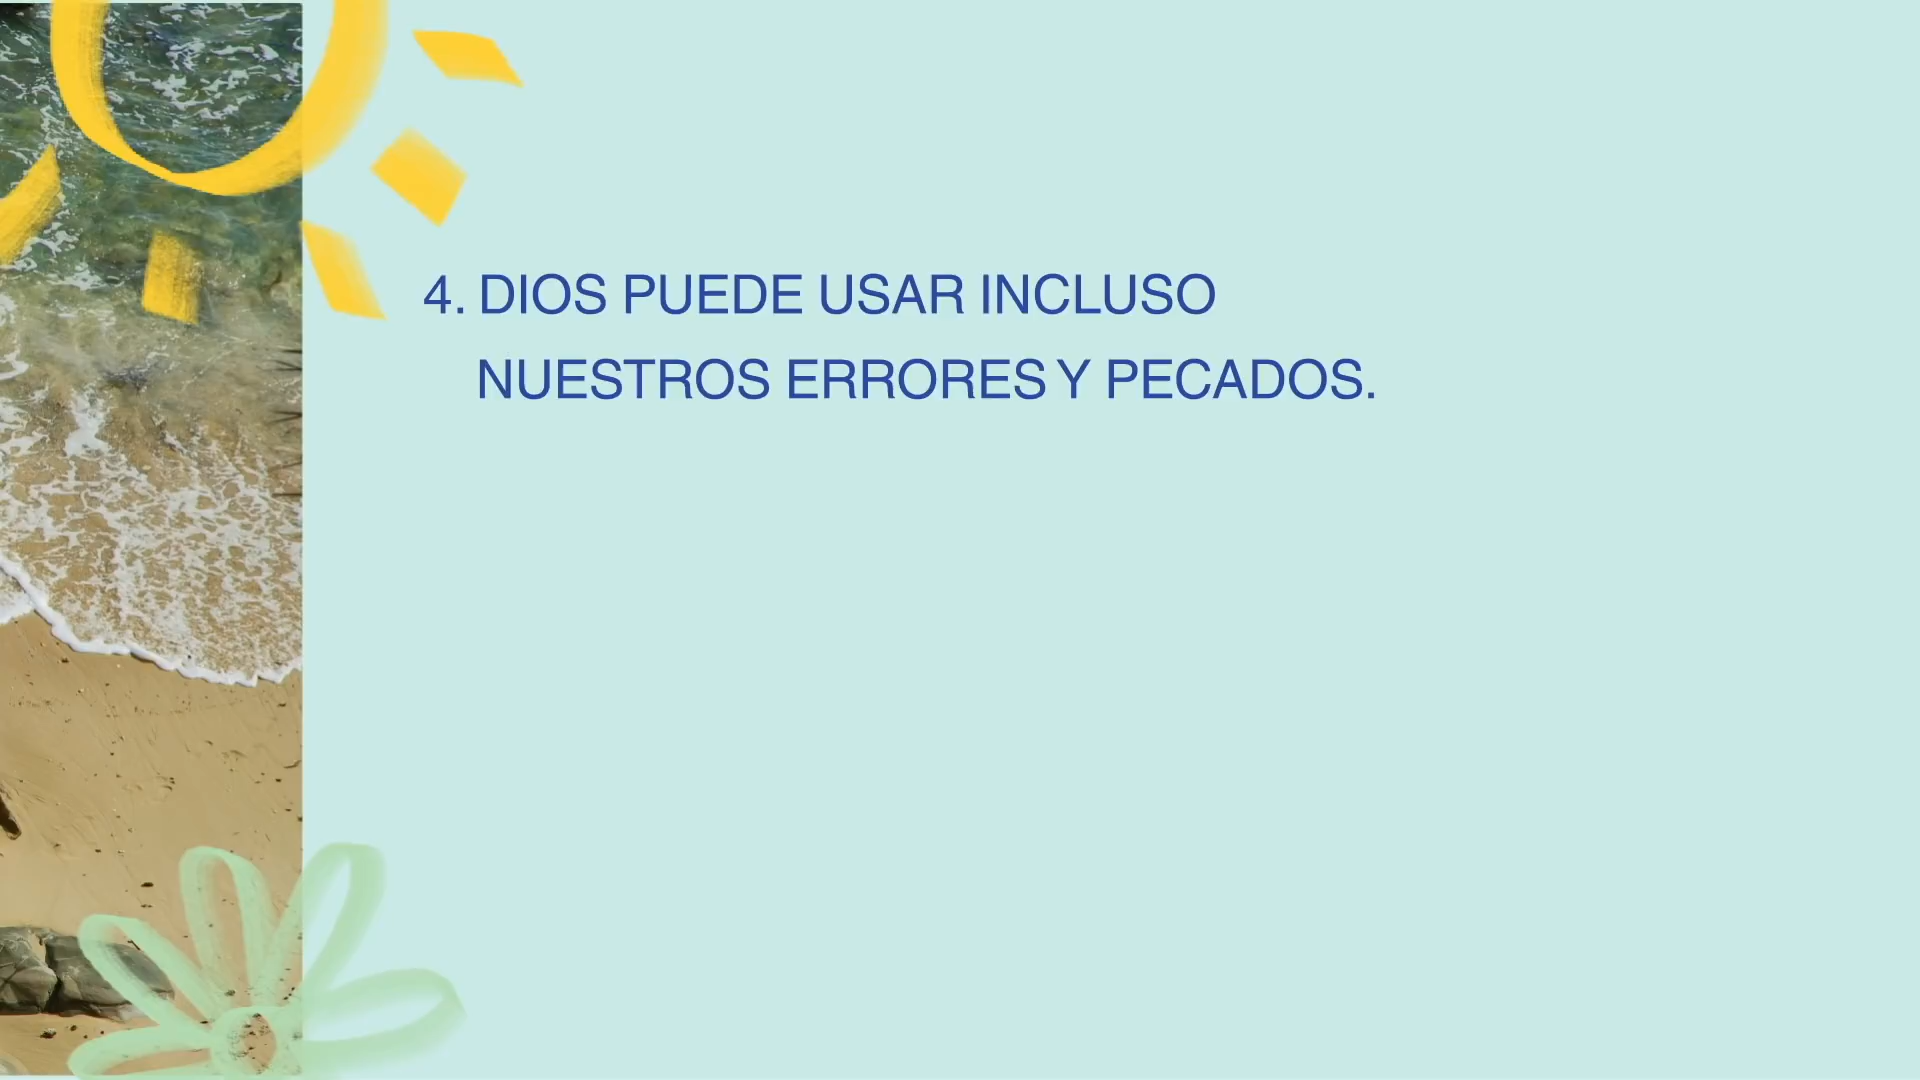 4. DIOS PUEDE USAR INCLUSO
NUESTROS ERRORES Y PECADOS.